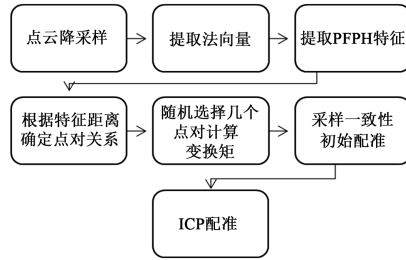 点云降采样
提取法向量
提取PFPH特征
根据特征距离
确定点对关系
随机选择几个
点对计算
变换矩
采样一致性
初始配准
ICP配准